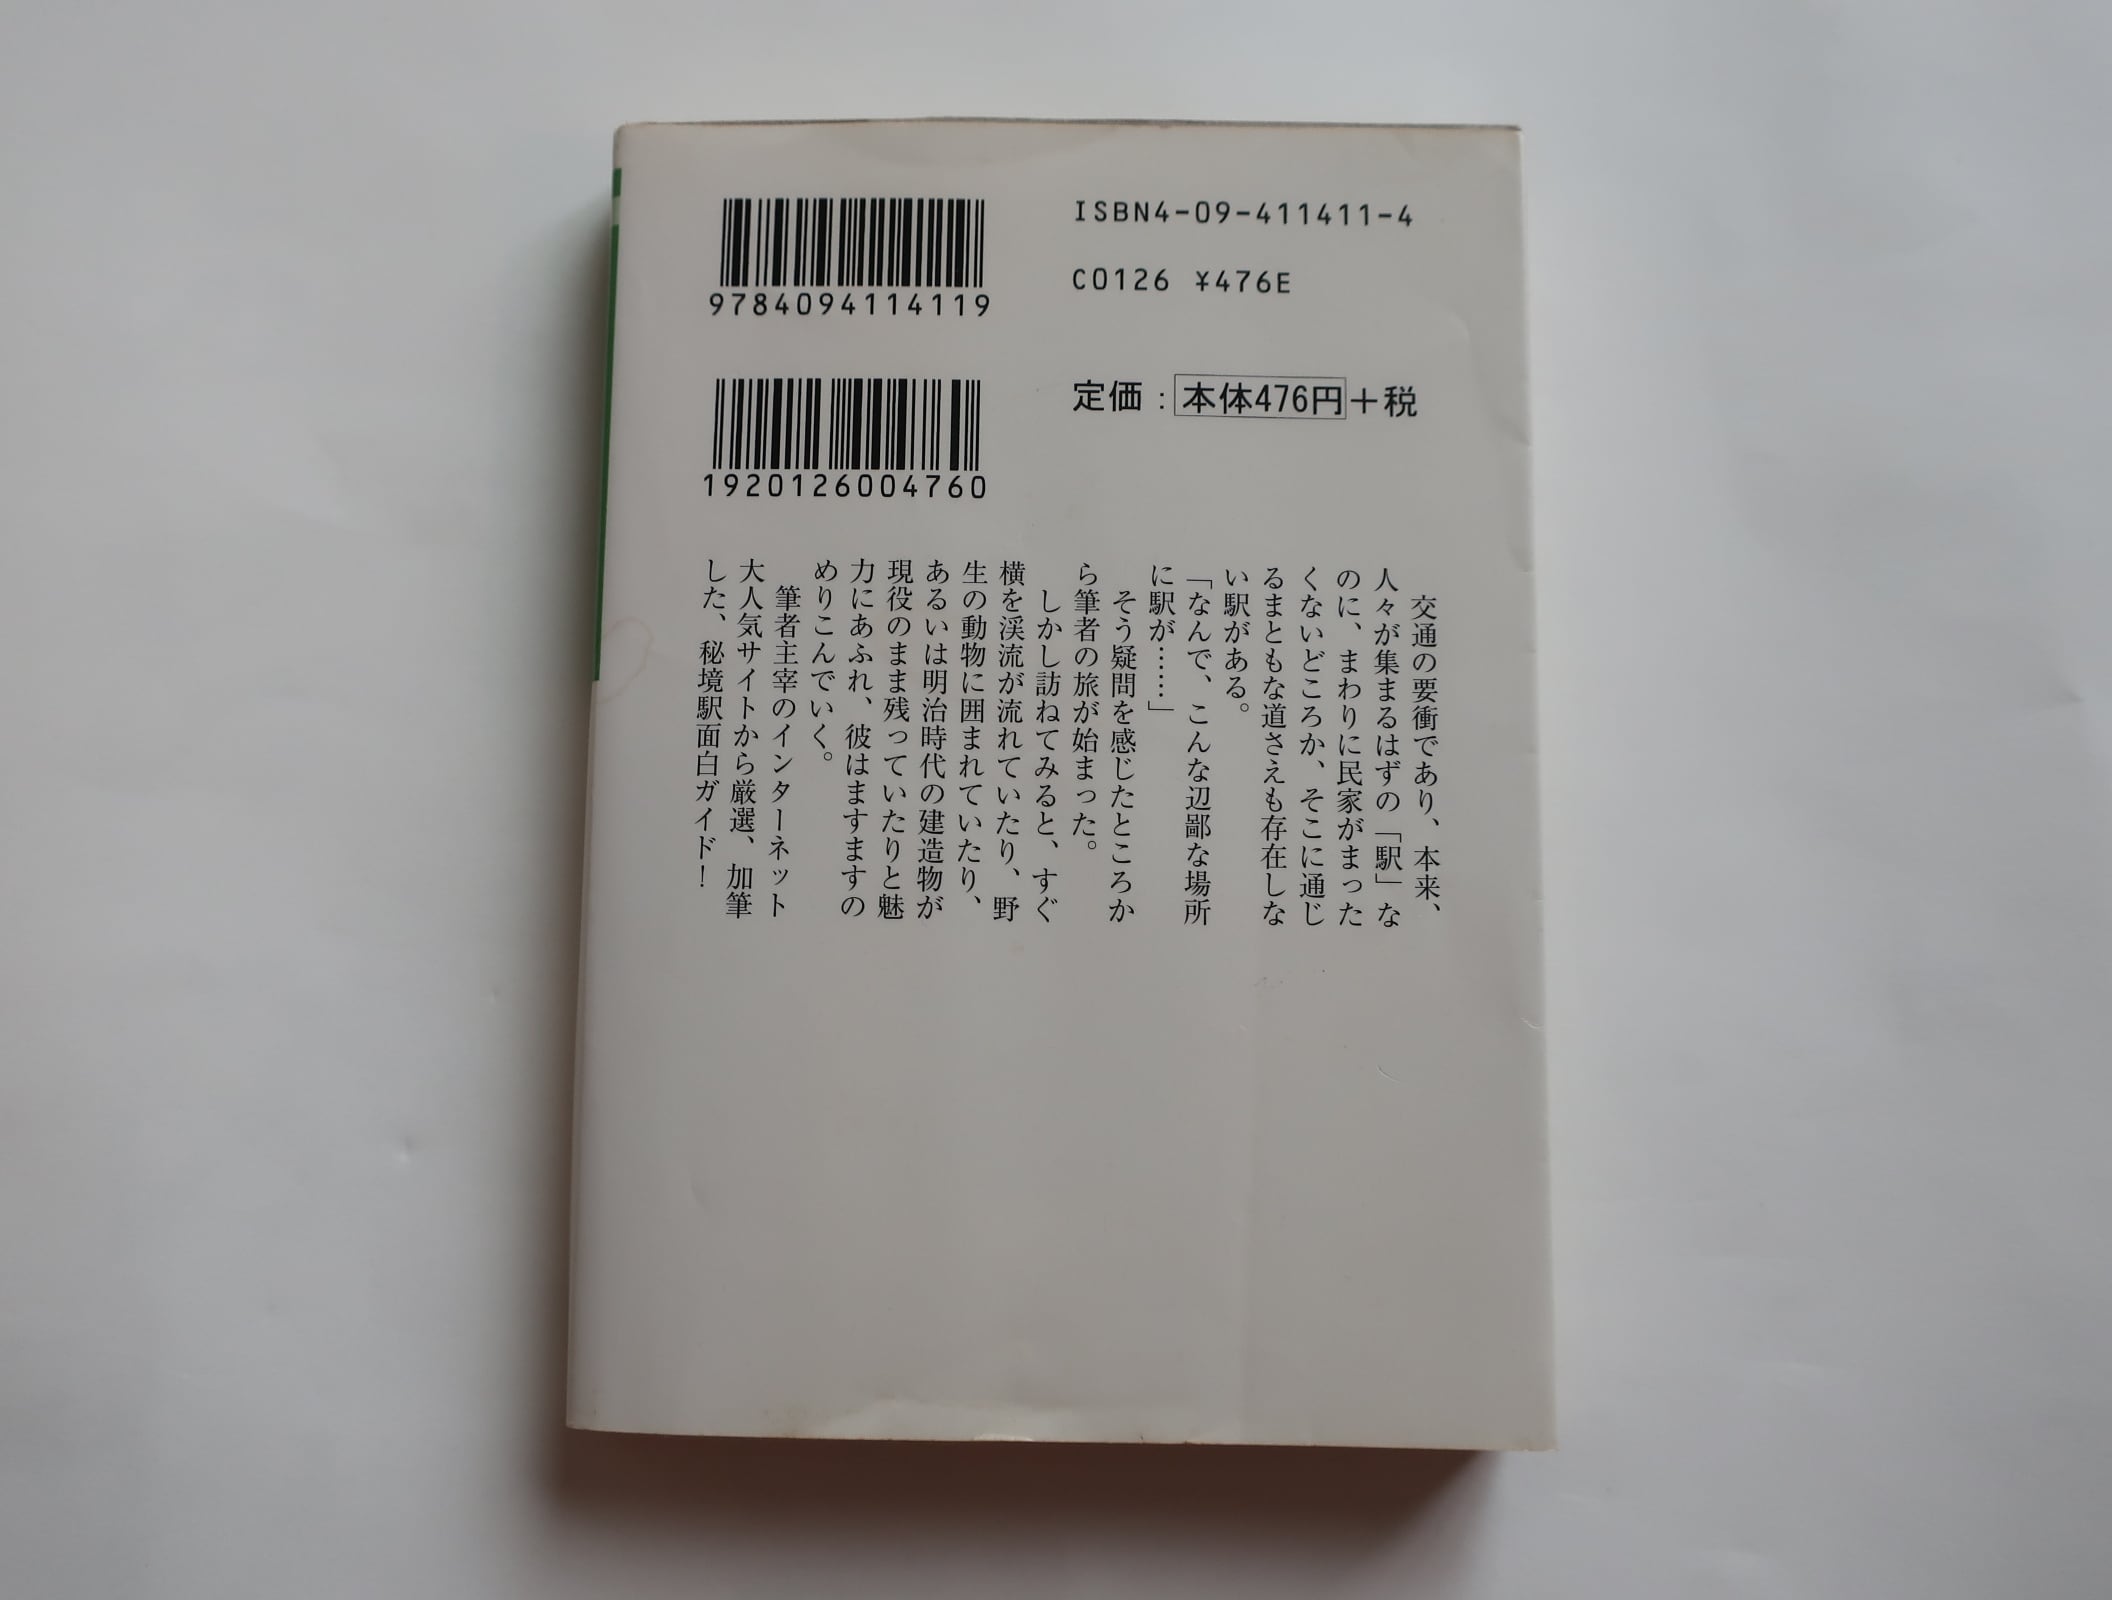 9784094114119
ISBN4-09-411411-4
C0126 ¥476E
1920126004760
定価：本体476円＋税
交通の要衝であり、本来、
人々が集まるはずの「駅」な
のに、まわりに民家がまった
くないどころか、そこに通じ
るまともな道さえも存在しな
い駅がある。
「なんで、こんな辺鄙な場所
に駅が……」
そう疑問を感じたところか
ら筆者の旅が始まった。
しかし訪ねてみると、すぐ
横を渓流が流れていたり、野
生の動物に囲まれていたり、
あるいは明治時代の建造物が
現役のまま残っていたりと魅
力にあふれ、彼はますますの
めりこんでいく。
筆者主宰のインターネット
大人気サイトから厳選、加筆
した、秘境駅面白ガイド！